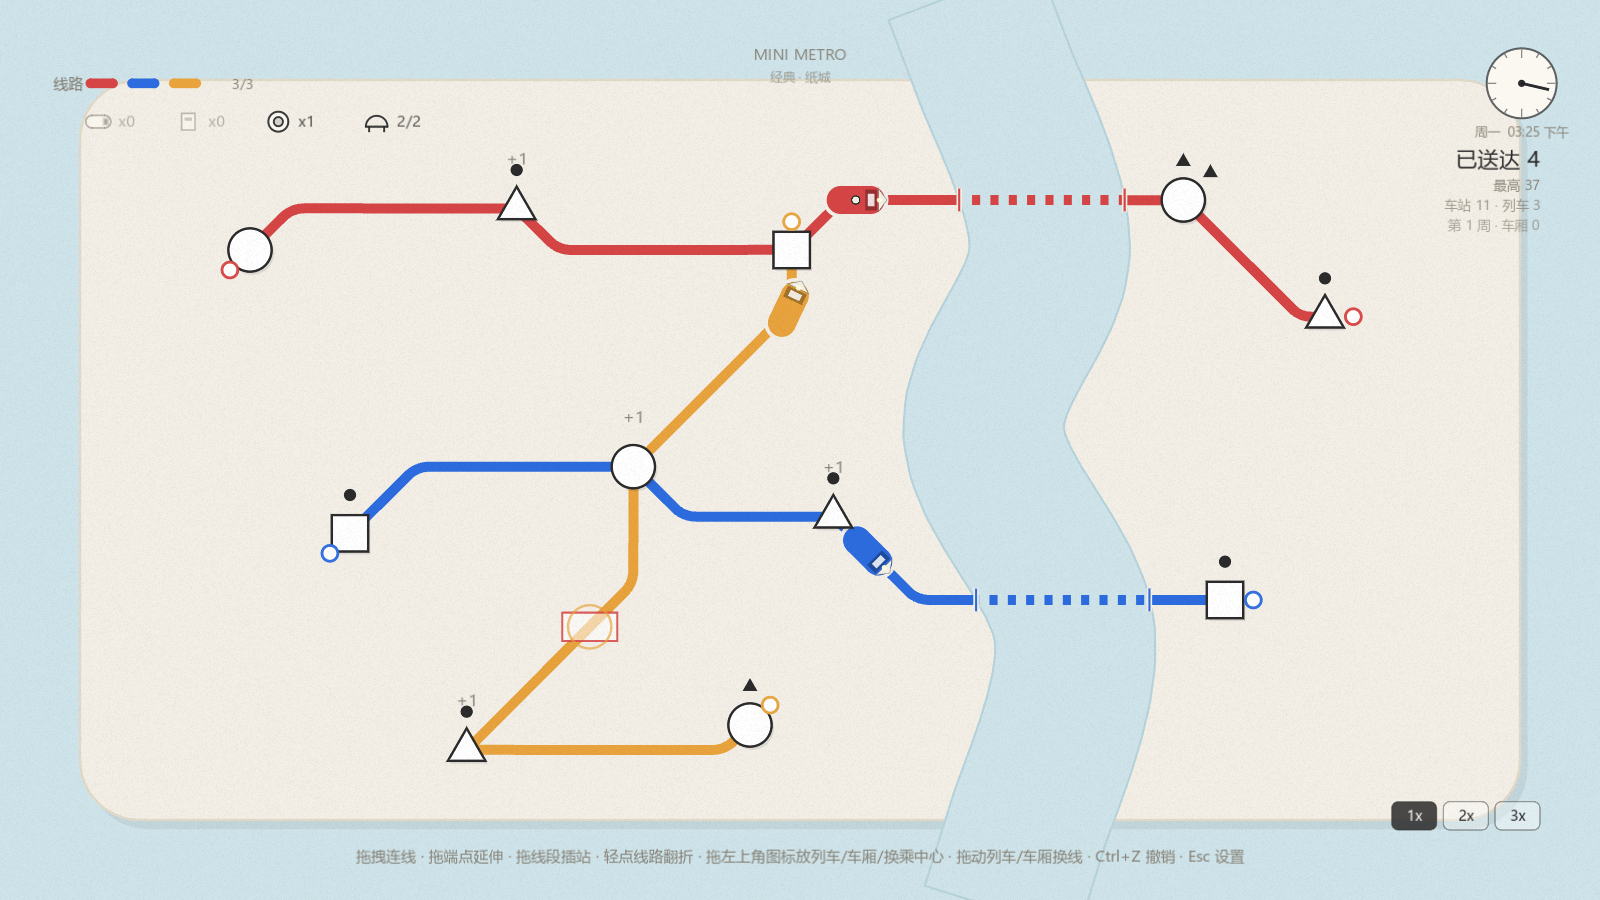 MINI METRO
经典 · 纸城
线路 3/3
x0 x0 x1 2/2
周一 03:25 下午
已送达 4
最高 37
车站 11 · 列车 3
第 1 周 · 车厢 0
+1
+1
+1
+1
1x 2x 3x
拖拽连线 · 拖端点延伸 · 拖线段插站 · 轻点线路翻折 · 拖左上角图标放列车/车厢/换乘中心 · 拖动列车/车厢换线 · Ctrl+Z 撤销 · Esc 设置